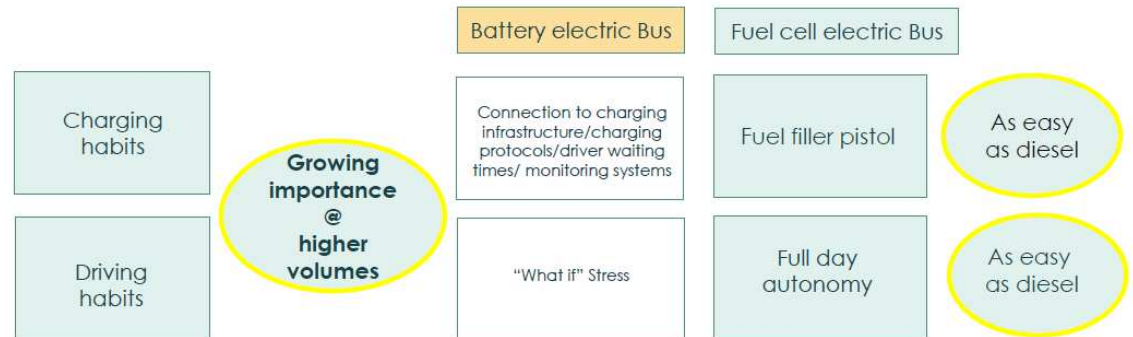 Battery electric Bus
Fuel cell electric Bus
Charging
habits
Growing
importance
@
higher
volumes
Connection to charging
infrastructure/charging
protocols/driver waiting
times/ monitoring systems
Fuel filler pistol
As easy
as diesel
Driving
habits
"What if" Stress
Full day
autonomy
As easy
as diesel